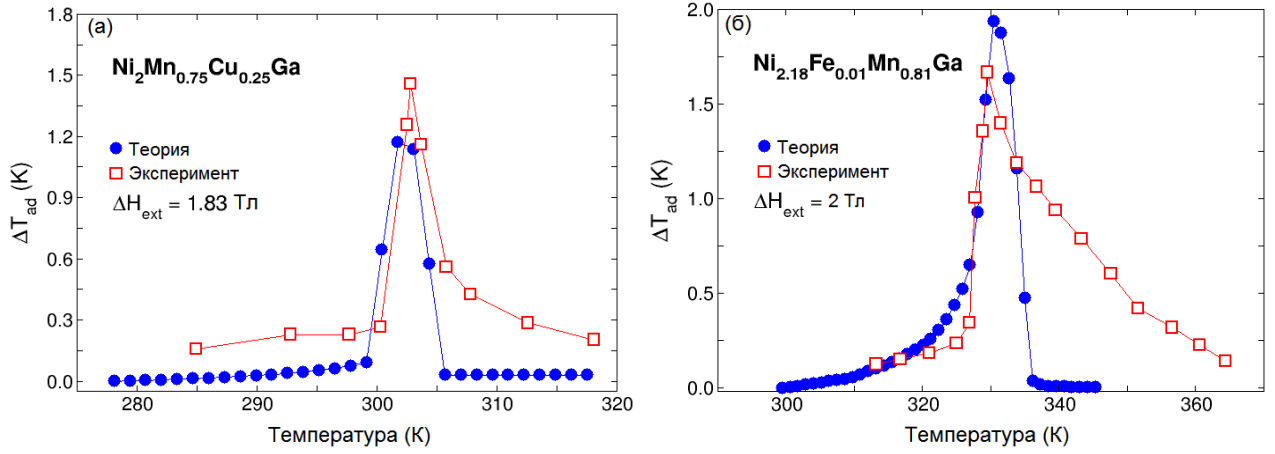 (а)
Ni2Mn0.75Cu0.25Ga
Теория
Эксперимент
ΔHext = 1.83 Тл
ΔTad (K)
1.8
1.5
1.2
0.9
0.6
0.3
0.0
280 290 300 310 320
Температура (К)
(б)
Ni2.18Fe0.01Mn0.81Ga
Теория
Эксперимент
ΔHext = 2 Тл
ΔTad (K)
2.0
1.5
1.0
0.5
0.0
300 320 340 360
Температура (К)